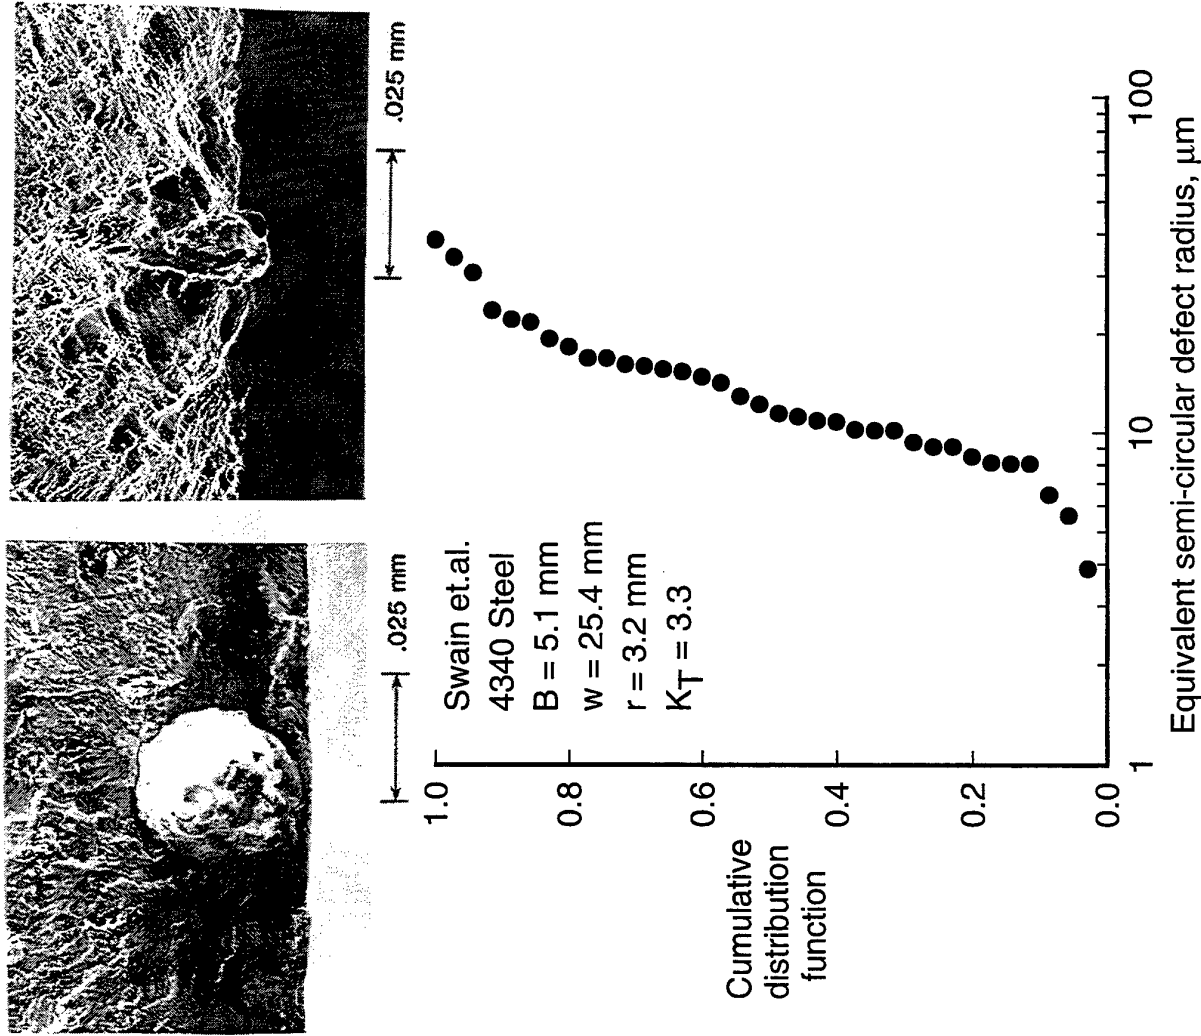 .025 mm
.025 mm
Swain et.al.
4340 Steel
B = 5.1 mm
w = 25.4 mm
r = 3.2 mm
K_T = 3.3
Cumulative
distribution
function
1.0
0.8
0.6
0.4
0.2
0.0
1
10
100
Equivalent semi-circular defect radius, μm